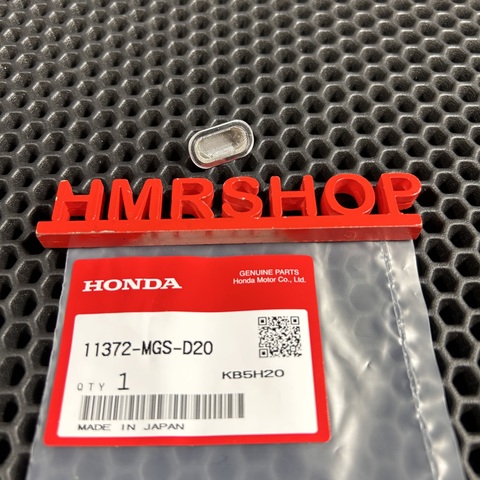 HMRSHOP
HONDA
GENUINE PARTS
Honda Motor Co., Ltd.
11372-MGS-D20
QTY 1
KB5H20
MADE IN JAPAN